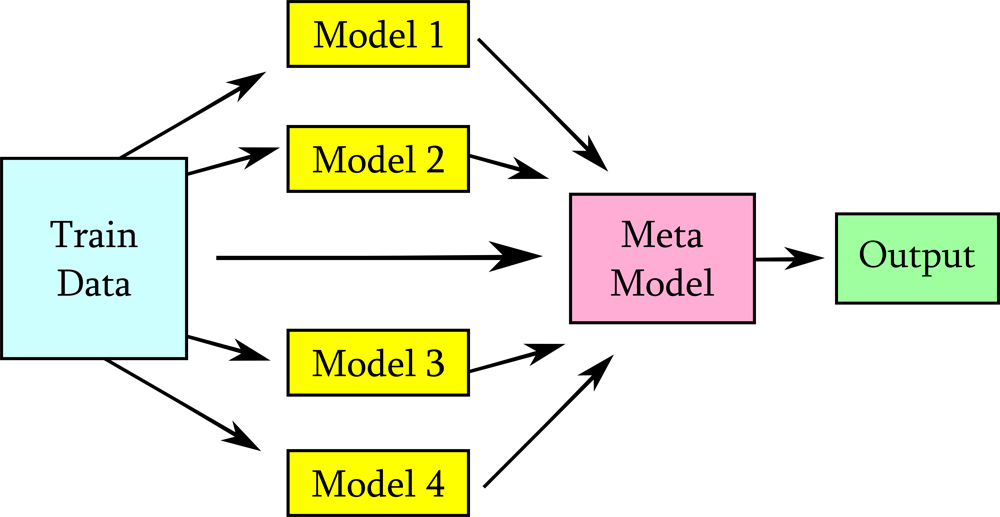 Model 1
Model 2
Train
Data
Meta
Model
Output
Model 3
Model 4